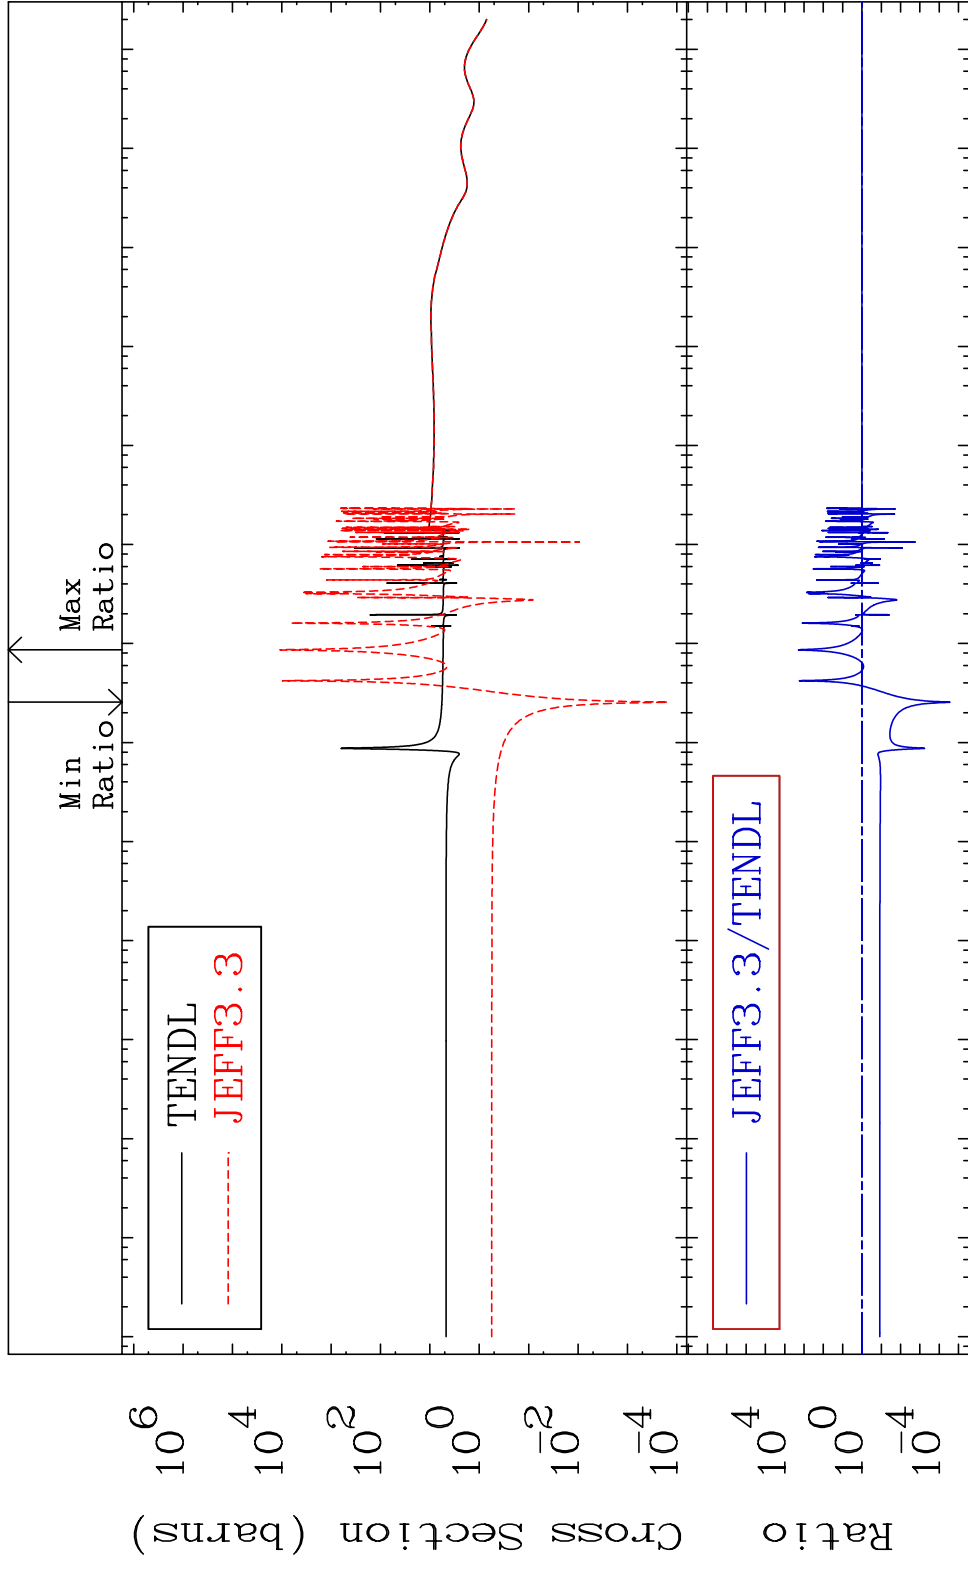 Min
Ratio
Max
Ratio
TENDL
JEFF3.3
10^6
10^4
10^2
10^0
10^-2
10^-4
Cross Section (barns)
JEFF3.3/TENDL
10^4
10^0
10^-4
Ratio